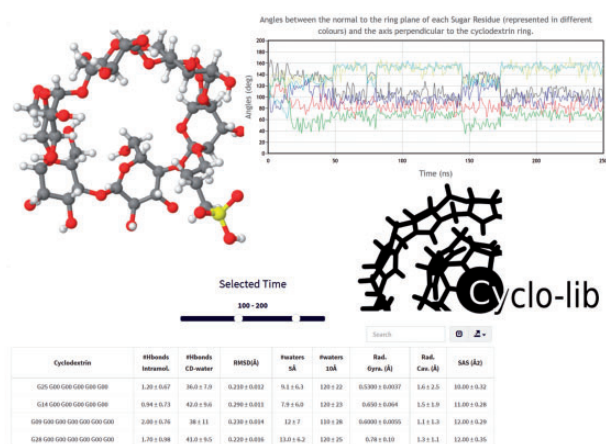 Angles between the normal to the ring plane of each Sugar Residue (represented in different
colours) and the axis perpendicular to the cyclodextrin ring.
200
180
160
140
120
100
80
60
40
20
0
Angles (deg)
0 50 100 150 200 250
Time (ns)
Cyclo-lib
Selected Time
100 - 200
Search
Cyclodextrin #Hbonds Intramol. #Hbonds CD-water RMSD(Å) #waters 5Å #waters 10Å Rad. Gyra. (Å) Rad. Cav. (Å) SAS (Å2)
G25 G00 G00 G00 G00 G00 1.20 ± 0.67 36.0 ± 7.9 0.210 ± 0.012 9.1 ± 6.3 120 ± 22 0.5300 ± 0.0037 1.6 ± 2.5 10.00 ± 0.32
G14 G00 G00 G00 G00 G00 0.94 ± 0.73 42.0 ± 9.6 0.290 ± 0.011 7.9 ± 6.0 120 ± 23 0.650 ± 0.064 1.5 ± 1.9 11.00 ± 0.28
G09 G00 G00 G00 G00 G00 G00 2.00 ± 0.76 38 ± 11 0.230 ± 0.014 12 ± 7 110 ± 26 0.6000 ± 0.0055 1.1 ± 1.3 12.00 ± 0.29
G28 G00 G00 G00 G00 G00 G00 1.70 ± 0.98 41.0 ± 9.5 0.220 ± 0.016 13.0 ± 6.2 120 ± 25 0.78 ± 0.10 1.3 ± 1.1 12.00 ± 0.35